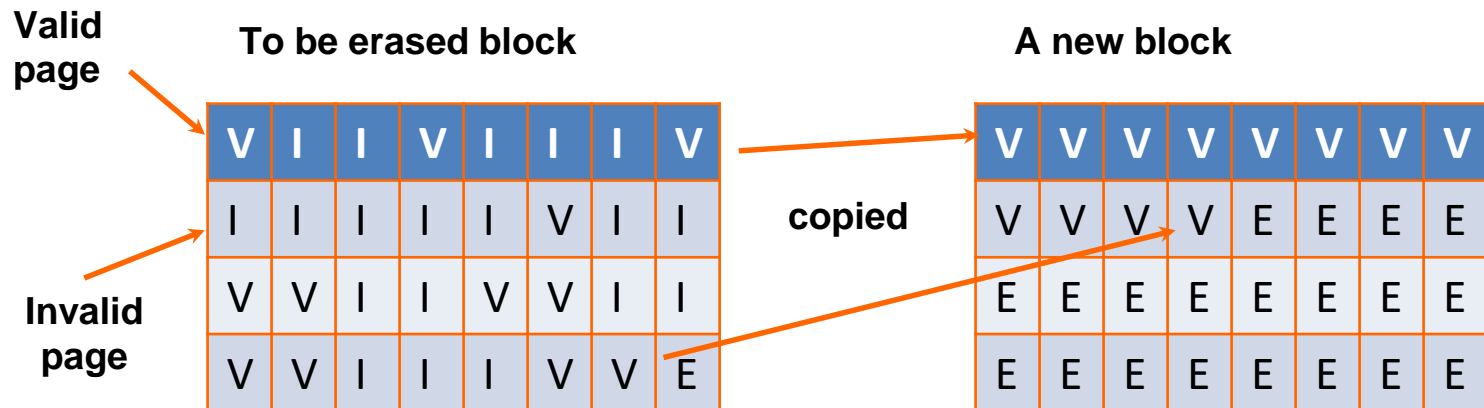 Valid
page
To be erased block
A new block
V I I V I I I V
V V V V V V V V
I I I I I V I I
copied
V V V V E E E E
V V I I V V I I
E E E E E E E E
Invalid
page
V V I I I V V E
E E E E E E E E